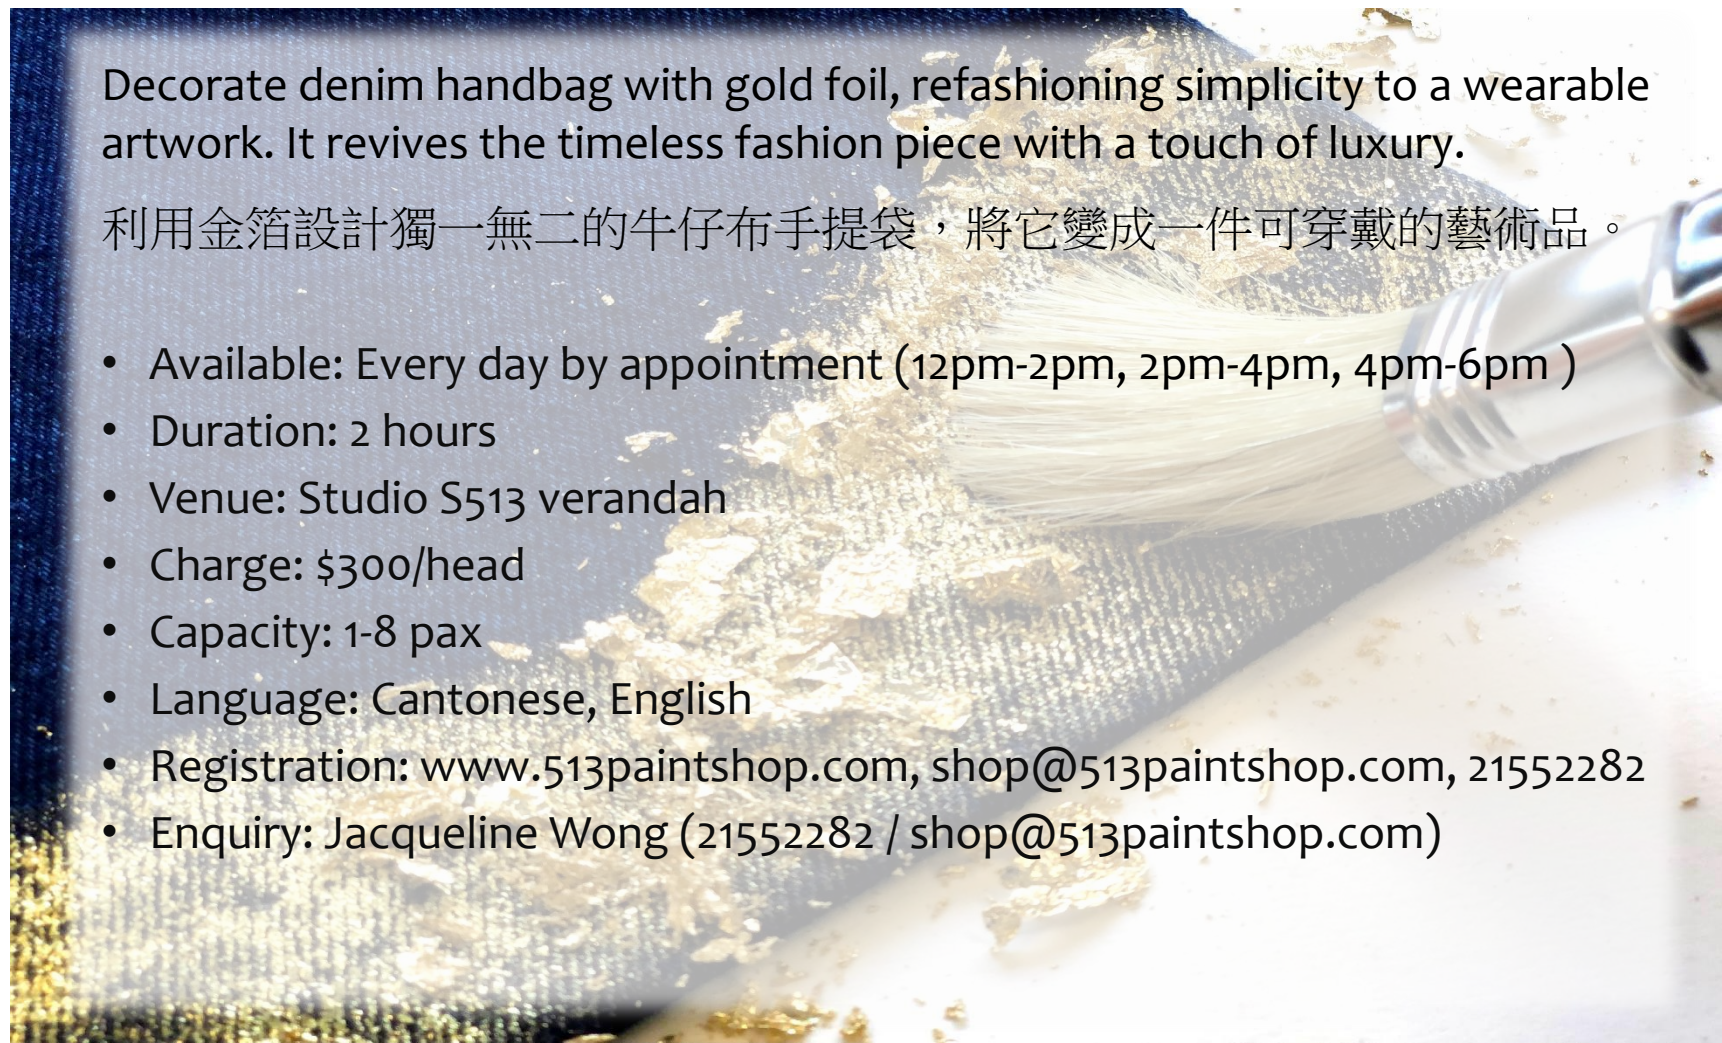 Decorate denim handbag with gold foil, refashioning simplicity to a wearable
artwork. It revives the timeless fashion piece with a touch of luxury.
利用金箔設計獨一無二的牛仔布手提袋，將它變成一件可穿戴的藝術品。
• Available: Every day by appointment (12pm-2pm, 2pm-4pm, 4pm-6pm )
• Duration: 2 hours
• Venue: Studio S513 verandah
• Charge: $300/head
• Capacity: 1-8 pax
• Language: Cantonese, English
• Registration: www.513paintshop.com, shop@513paintshop.com, 21552282
• Enquiry: Jacqueline Wong (21552282 / shop@513paintshop.com)